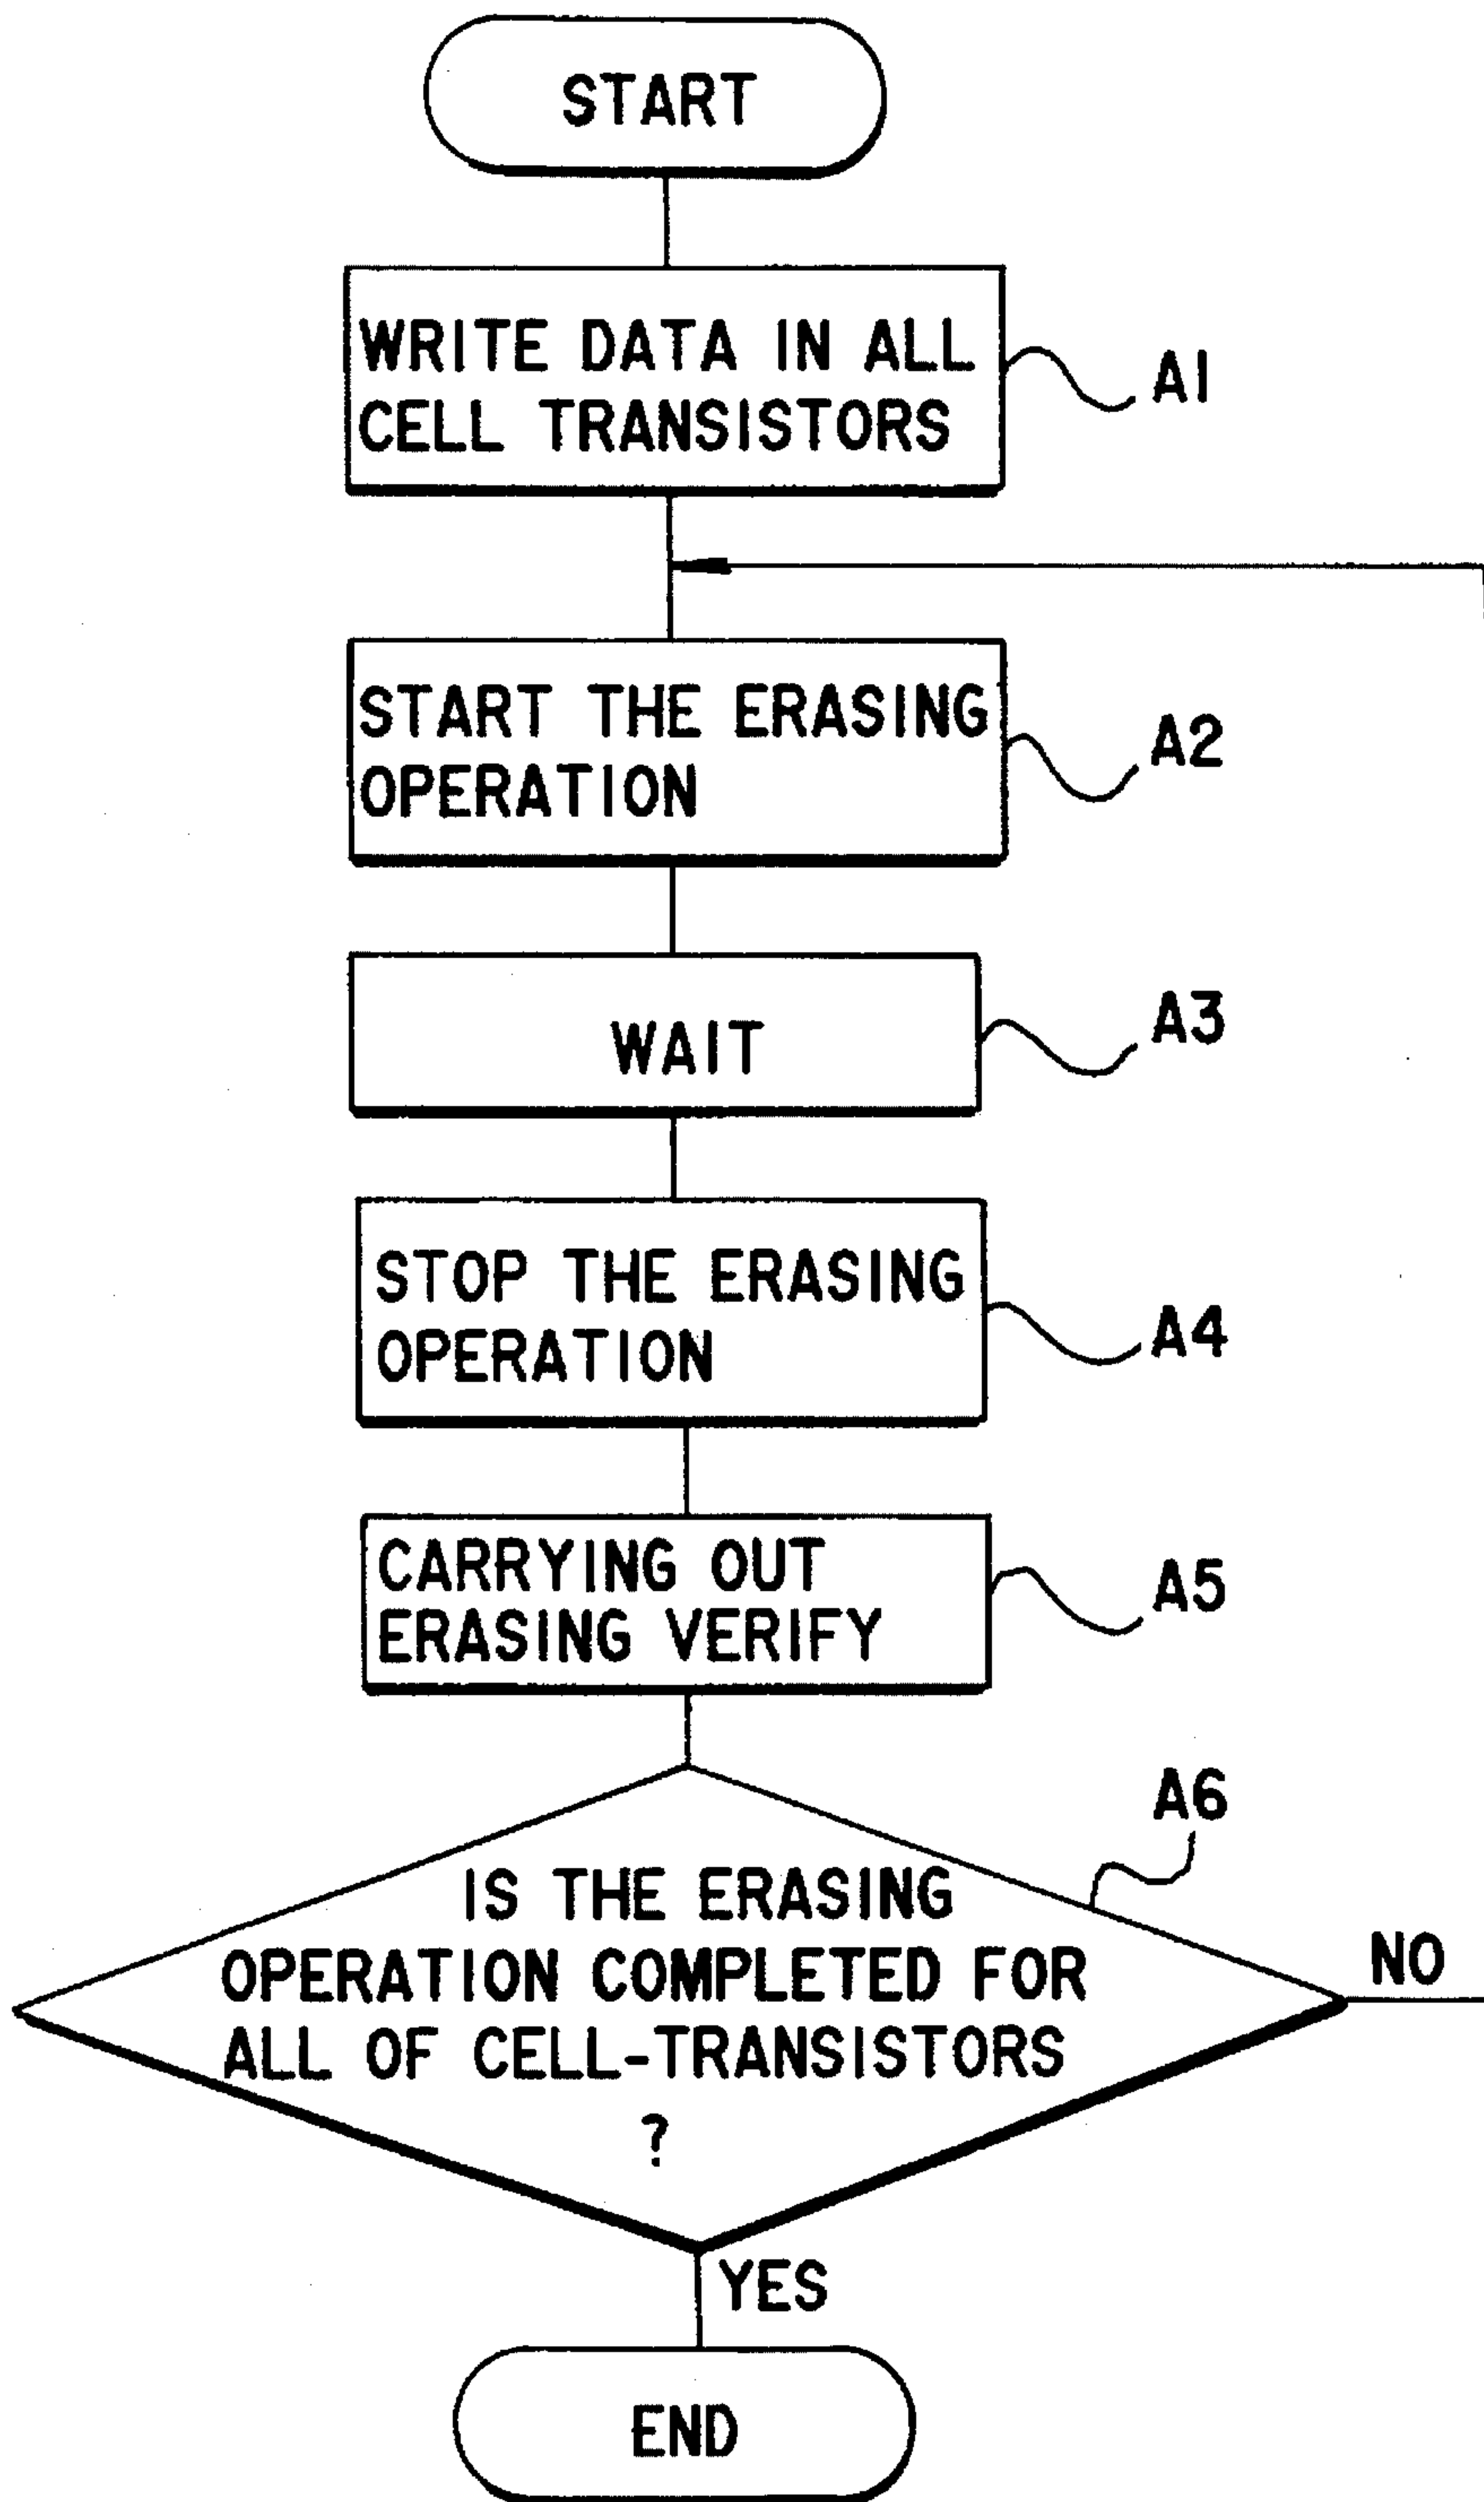 START
WRITE DATA IN ALL
CELL TRANSISTORS
A1
START THE ERASING
OPERATION
A2
WAIT
A3
STOP THE ERASING
OPERATION
A4
CARRYING OUT
ERASING VERIFY
A5
A6
IS THE ERASING
OPERATION COMPLETED FOR
ALL OF CELL-TRANSISTORS
?
NO
YES
END